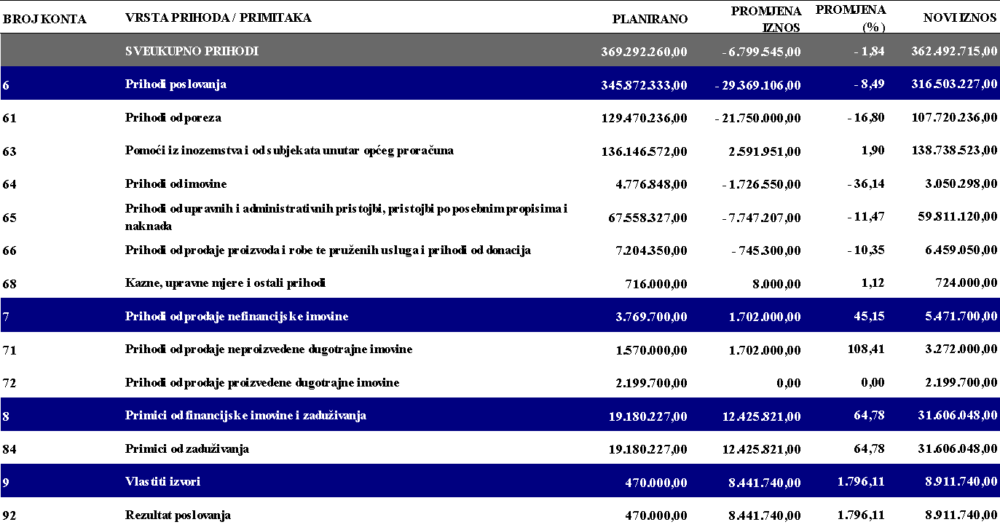 BROJ KONTA VRSTA PRIHODA / PRIMITAKA PLANIRANO PROMJENA IZNOS PROMJENA (%) NOVI IZNOS
SVEUKUPNO PRIHODI 369.292.260,00 - 6.799.545,00 - 1,84 362.492.715,00
6 Prihodi poslovanja 345.872.333,00 - 29.369.106,00 - 8,49 316.503.227,00
61 Prihodi od poreza 129.470.236,00 - 21.750.000,00 - 16,80 107.720.236,00
63 Pomoći iz inozemstva i od subjekata unutar općeg proračuna 136.146.572,00 2.591.951,00 1,90 138.738.523,00
64 Prihodi od imovine 4.776.848,00 - 1.726.550,00 - 36,14 3.050.298,00
65 Prihodi od upravnih i administrativnih pristojbi, pristojbi po posebnim propisima i
naknada 67.558.327,00 - 7.747.207,00 - 11,47 59.811.120,00
66 Prihodi od prodaje proizvoda i robe te pruženih usluga i prihodi od donacija 7.204.350,00 - 745.300,00 - 10,35 6.459.050,00
68 Kazne, upravne mjere i ostali prihodi 716.000,00 8.000,00 1,12 724.000,00
7 Prihodi od prodaje nefinancijske imovine 3.769.700,00 1.702.000,00 45,15 5.471.700,00
71 Prihodi od prodaje neproizvedene dugotrajne imovine 1.570.000,00 1.702.000,00 108,41 3.272.000,00
72 Prihodi od prodaje proizvedene dugotrajne imovine 2.199.700,00 0,00 0,00 2.199.700,00
8 Primici od financijske imovine i zaduživanja 19.180.227,00 12.425.821,00 64,78 31.606.048,00
84 Primici od zaduživanja 19.180.227,00 12.425.821,00 64,78 31.606.048,00
9 Vlastiti izvori 470.000,00 8.441.740,00 1.796,11 8.911.740,00
92 Rezultat poslovanja 470.000,00 8.441.740,00 1.796,11 8.911.740,00